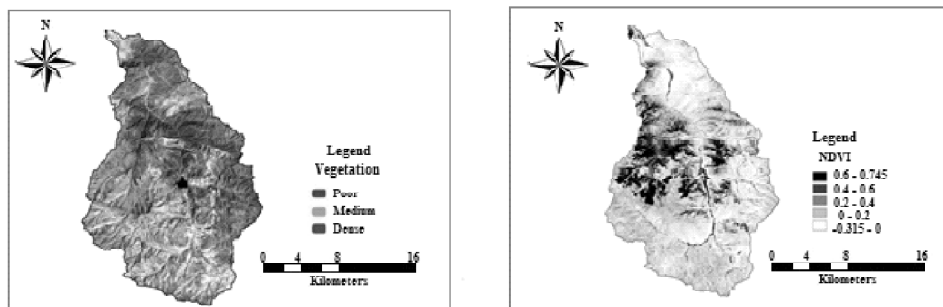 N
Legend
Vegetation
Poor
Medium
Dense
0 4 8 16
Kilometers
N
Legend
NDVI
0.6 - 0.745
0.4 - 0.6
0.2 - 0.4
0 - 0.2
-0.315 - 0
0 4 8 16
Kilometers